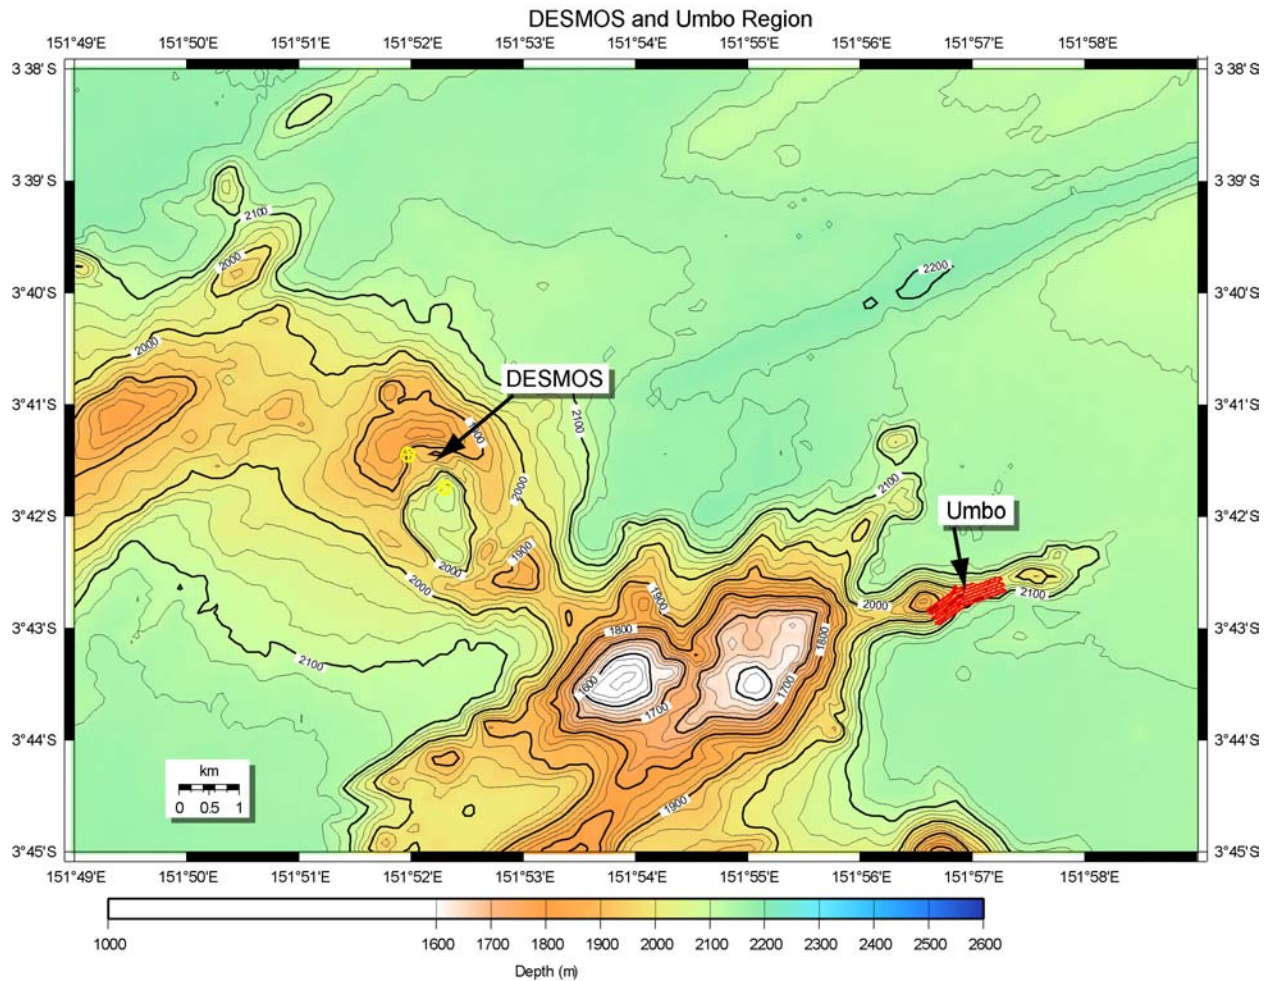 DESMOS and Umbo Region
151°49'E 151°50'E 151°51'E 151°52'E 151°53'E 151°54'E 151°55'E 151°56'E 151°57'E 151°58'E
3 38' S 3 38' S
3 39' S 3 39' S
2100
2000
2200
3°40'S 3°40'S
2000
DESMOS
3°41'S 3°41'S
2100
2000
2100
3°42'S Umbo 3°42'S
1900
2000
2000
1900
2000
2100
3°43'S 3°43'S
1800
1800
2100
1600
1700
1700
3°44'S 3°44'S
km
0 0.5 1
1900
3°45'S 3°45'S
151°49'E 151°50'E 151°51'E 151°52'E 151°53'E 151°54'E 151°55'E 151°56'E 151°57'E 151°58'E
1000 1600 1700 1800 1900 2000 2100 2200 2300 2400 2500 2600
Depth (m)